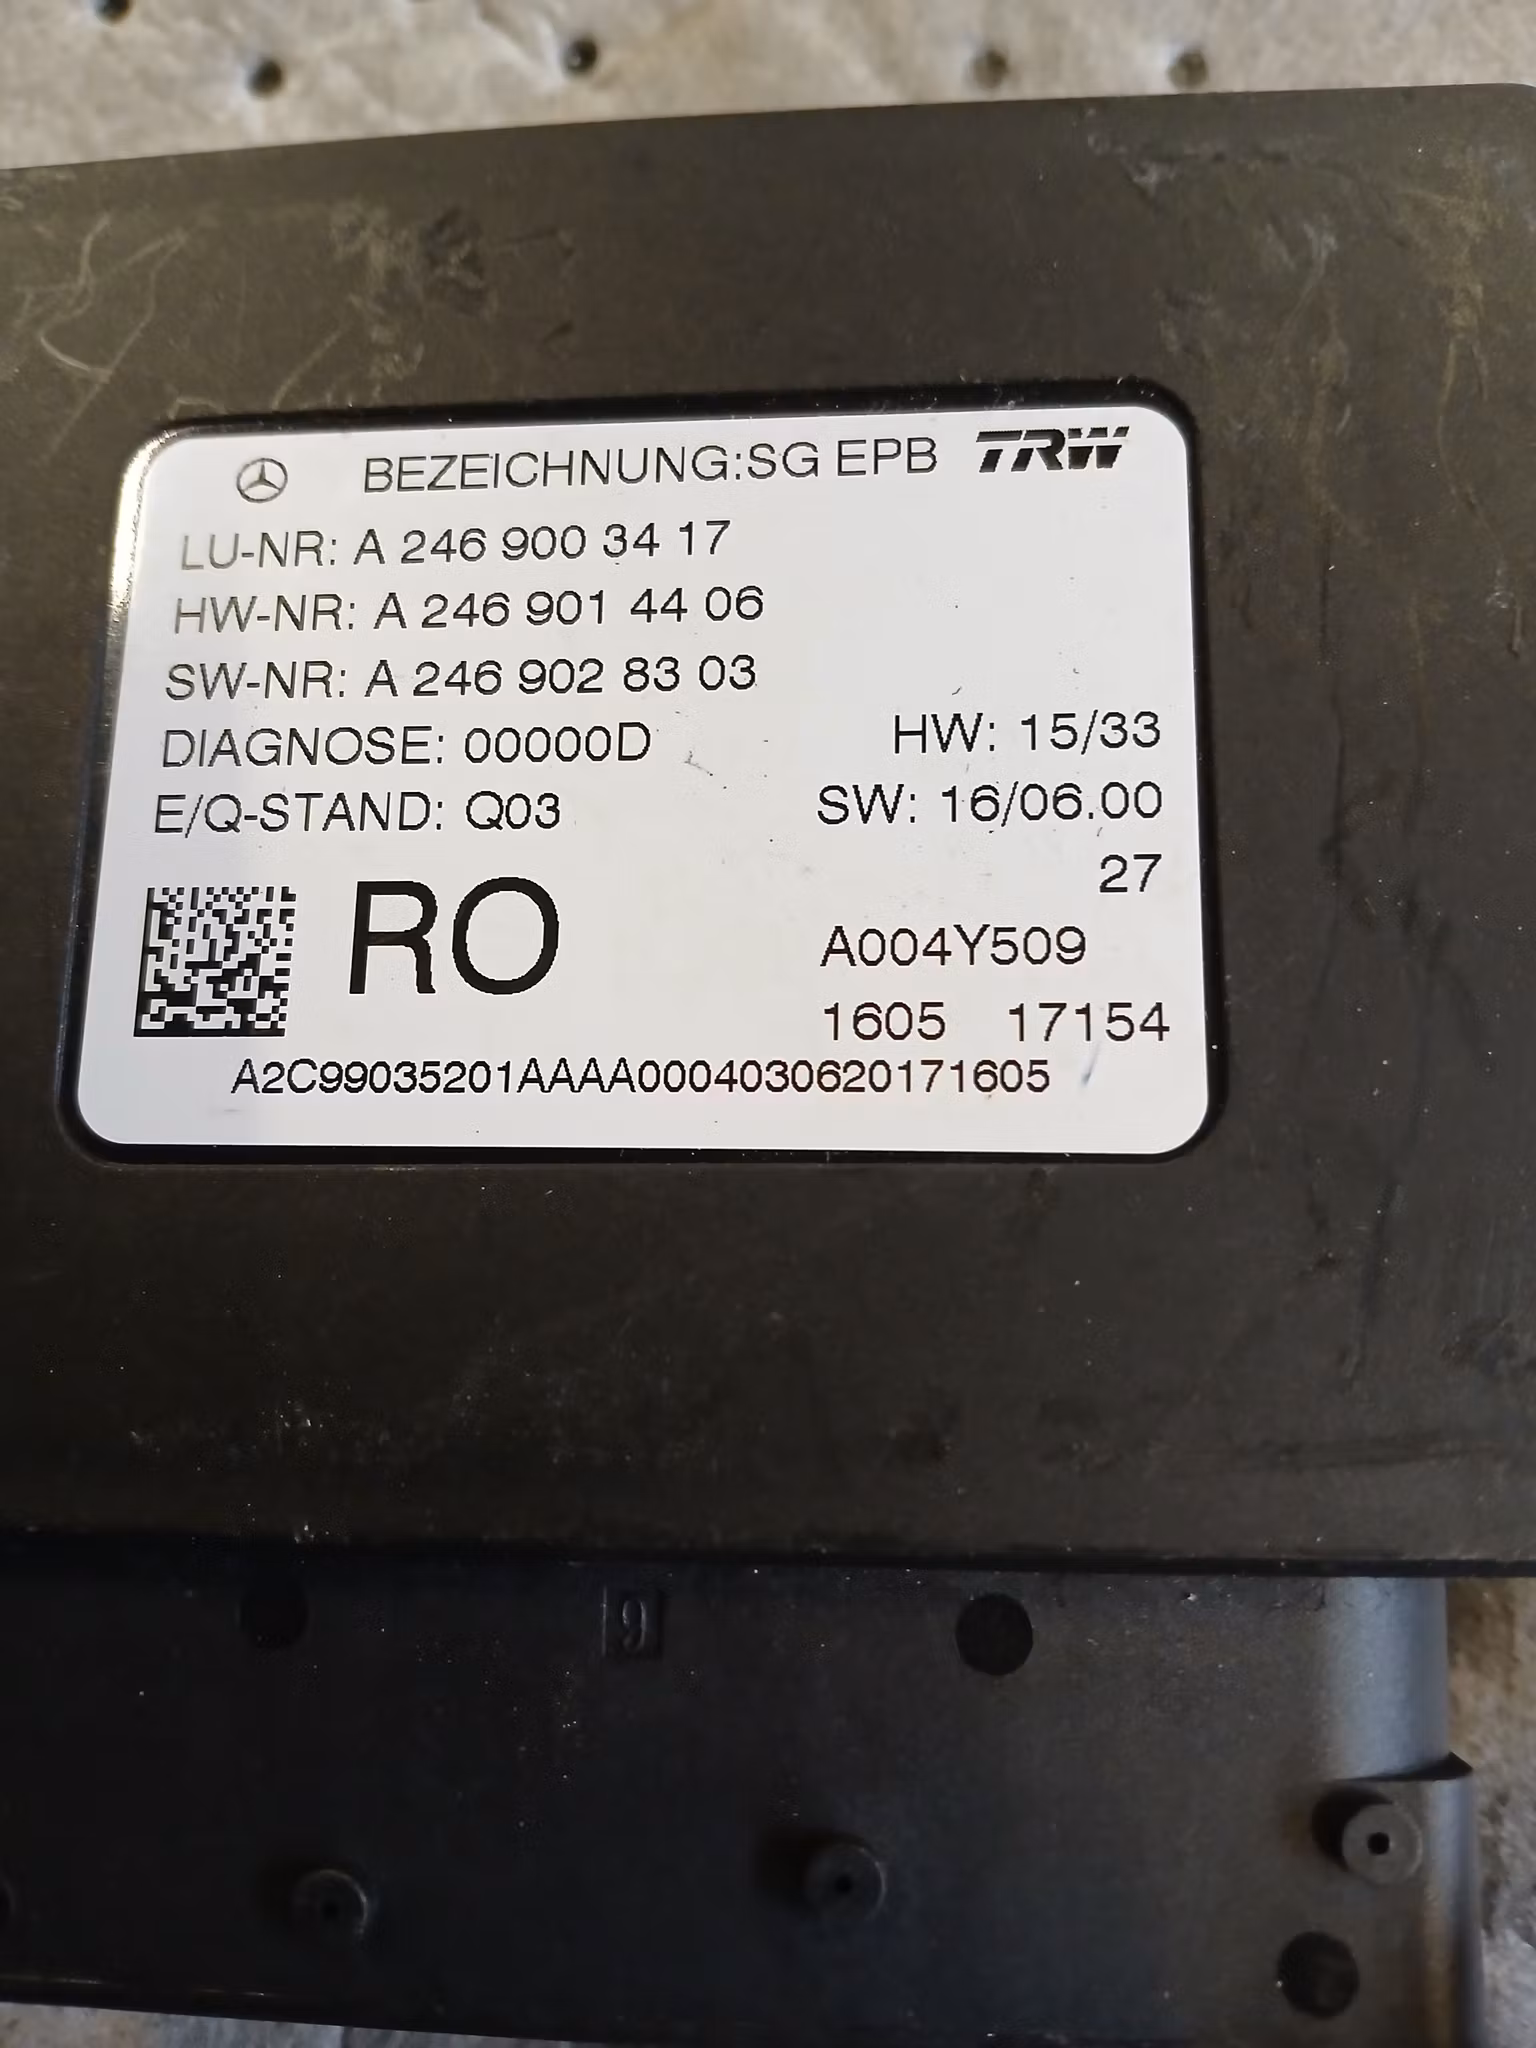 BEZEICHNUNG:SG EPB TRW
LU-NR: A 246 900 34 17
HW-NR: A 246 901 44 06
SW-NR: A 246 902 83 03
DIAGNOSE: 00000D HW: 15/33
E/Q-STAND: Q03 SW: 16/06.00
27
RO A004Y509
1605 17154
A2C99035201AAAA0004030620171605
9